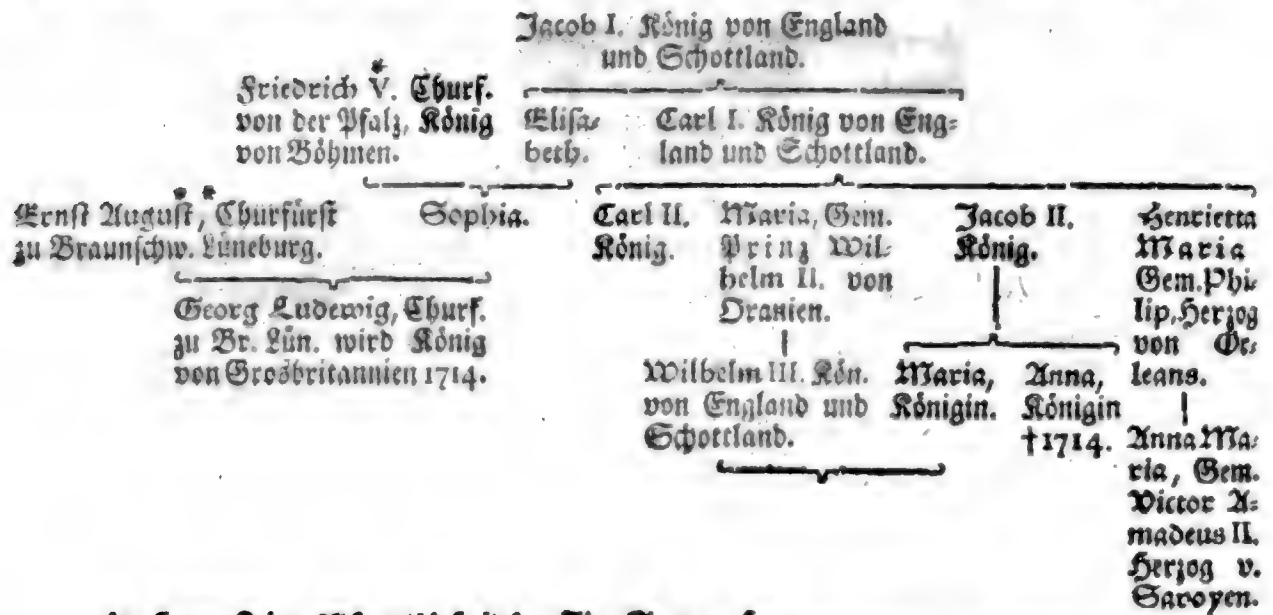 Jacob I. König von England
und Schottland.
Friedrich V. Churf.
von der Pfalz, König
von Böhmen.
Elisa=
beth.
Carl I. König von Eng=
land und Schottland.
Ernst August, Churfürst
zu Braunschw. Lüneburg.
Sophia.
Carl II.
König.
Maria, Gem.
Prinz Wil=
helm II. von
Oranien.
Jacob II.
König.
Henrietta
Maria
Gem. Phi=
lip, Herzog
von Or=
leans.
Georg Ludewig, Churf.
zu Br. Lün. wird König
von Grosbritannien 1714.
Wilhelm III. Kön.
von England und
Schottland.
Maria,
Königin.
Anna,
Königin
†1714.
Anna Ma=
ria, Gem.
Victor A=
madeus II.
Herzog v.
Savoyen.